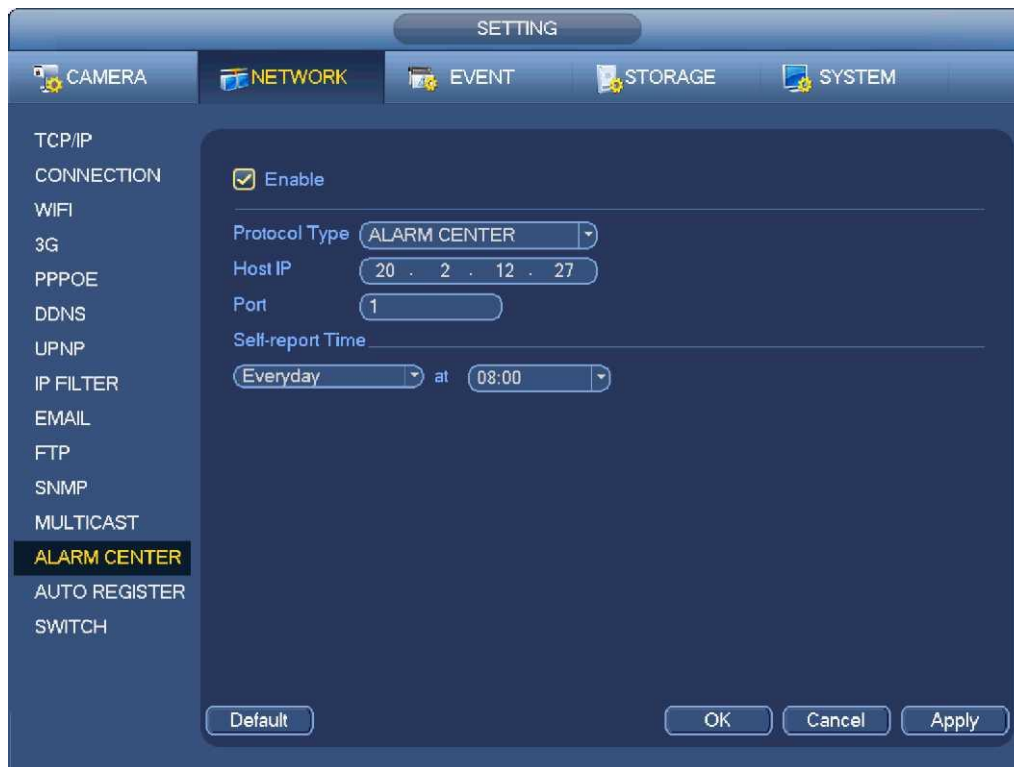 SETTING
CAMERA NETWORK EVENT STORAGE SYSTEM
TCP/IP
CONNECTION
WIFI
3G
PPPOE
DDNS
UPNP
IP FILTER
EMAIL
FTP
SNMP
MULTICAST
ALARM CENTER
AUTO REGISTER
SWITCH
Enable
Protocol Type ALARM CENTER
Host IP 20 . 2 . 12 . 27
Port 1
Self-report Time
Everyday at 08:00
Default OK Cancel Apply